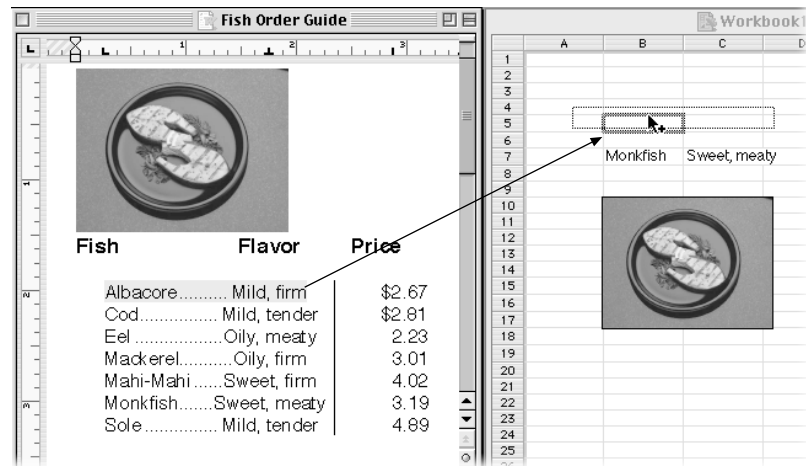 Fish Order Guide
1 2 3
Fish Flavor Price
Albacore.......... Mild, firm $2.67
Cod................ Mild, tender $2.81
Eel .................Oily, meaty 2.23
Mackerel...........Oily, firm 3.01
Mahi-Mahi ......Sweet, firm 4.02
Monkfish.......Sweet, meaty 3.19
Sole .............. Mild, tender 4.89
1
2
3
Workbook1
A B C D
1
2
3
4
5
6
7 Monkfish Sweet, meaty
8
9
10
11
12
13
14
15
16
17
18
19
20
21
22
23
24
25